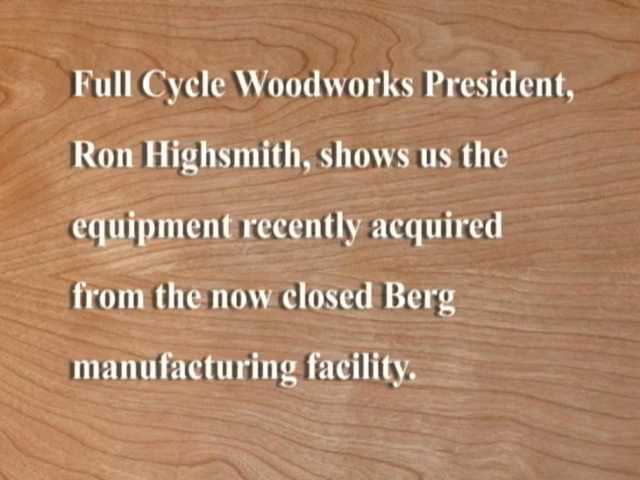 Full Cycle Woodworks President,
Ron Highsmith, shows us the
equipment recently acquired
from the now closed Berg
manufacturing facility.